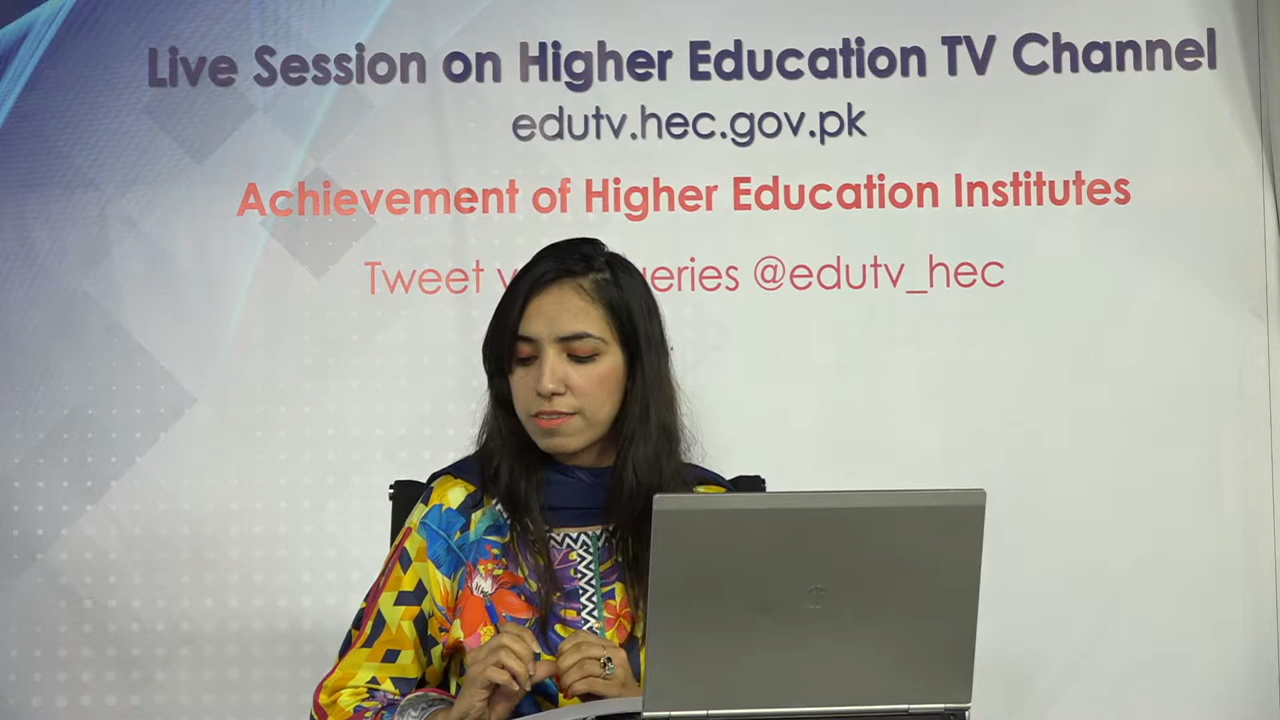 Live Session on Higher Education TV Channel
edutv.hec.gov.pk
Achievement of Higher Education Institutes
Tweet @edutv_hec